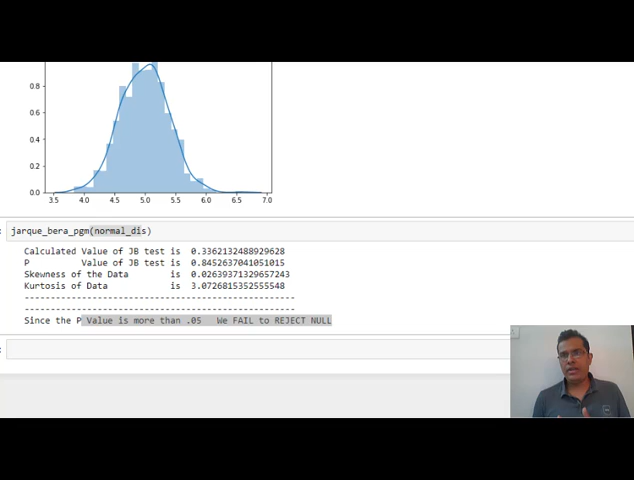 0.8
0.6
0.4
0.2
0.0
3.5 4.0 4.5 5.0 5.5 6.0 6.5 7.0
: jarque_bera_pgm(normal_dis)
Calculated Value of JB test is 0.3362132488929628
P Value of JB test is 0.8452637041051015
Skewness of the Data is 0.02639371329657243
Kurtosis of Data is 3.0726815352555548
--------------------------------------------------
--------------------------------------------------
Since the P Value is more than .05 We FAIL to REJECT NULL
: